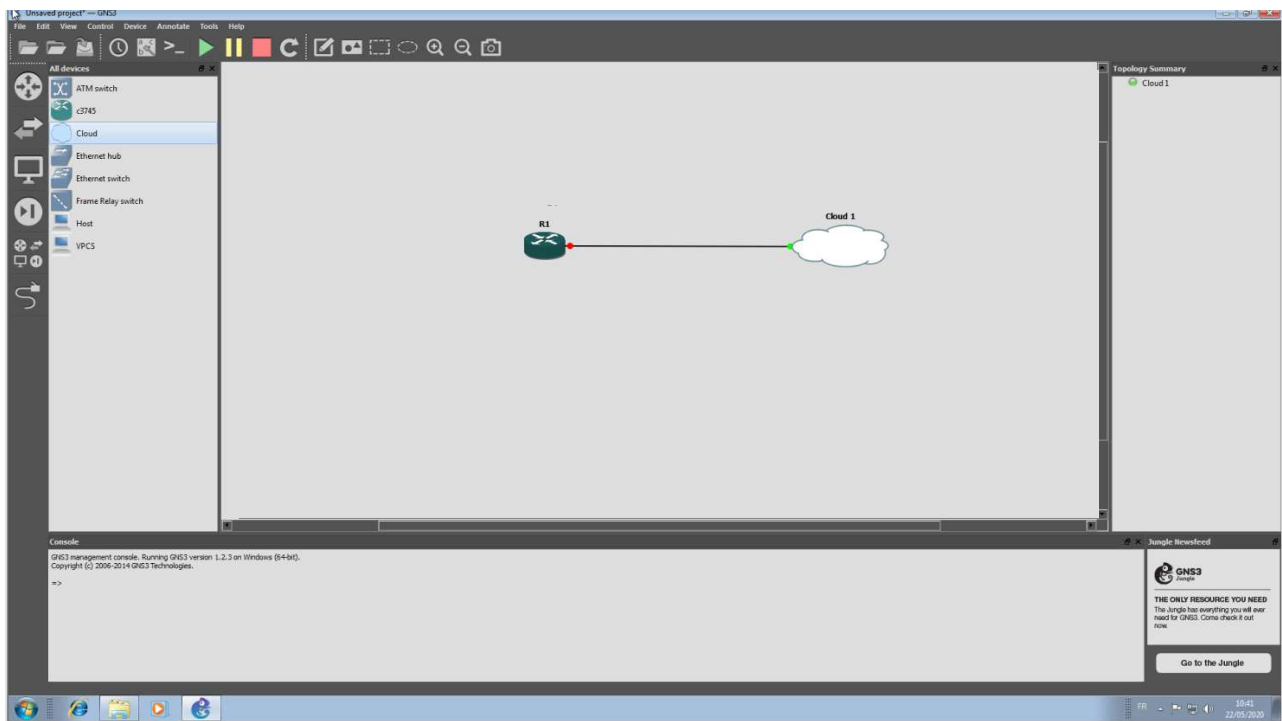 Unsaved project* — GNS3
File Edit View Control Device Annotate Tools Help
All devices
ATM switch
c3745
Cloud
Ethernet hub
Ethernet switch
Frame Relay switch
Host
VPCS
R1
Cloud 1
Topology Summary
Cloud 1
Console
GNS3 management console. Running GNS3 version 1.2.3 on Windows (64-bit).
Copyright (c) 2006-2014 GNS3 Technologies.
=>
Jungle Newsfeed
GNS3
Jungle
THE ONLY RESOURCE YOU NEED
The Jungle has everything you will ever
need for GNS3. Come check it out
now.
Go to the Jungle
FR
10:41
22/05/2020